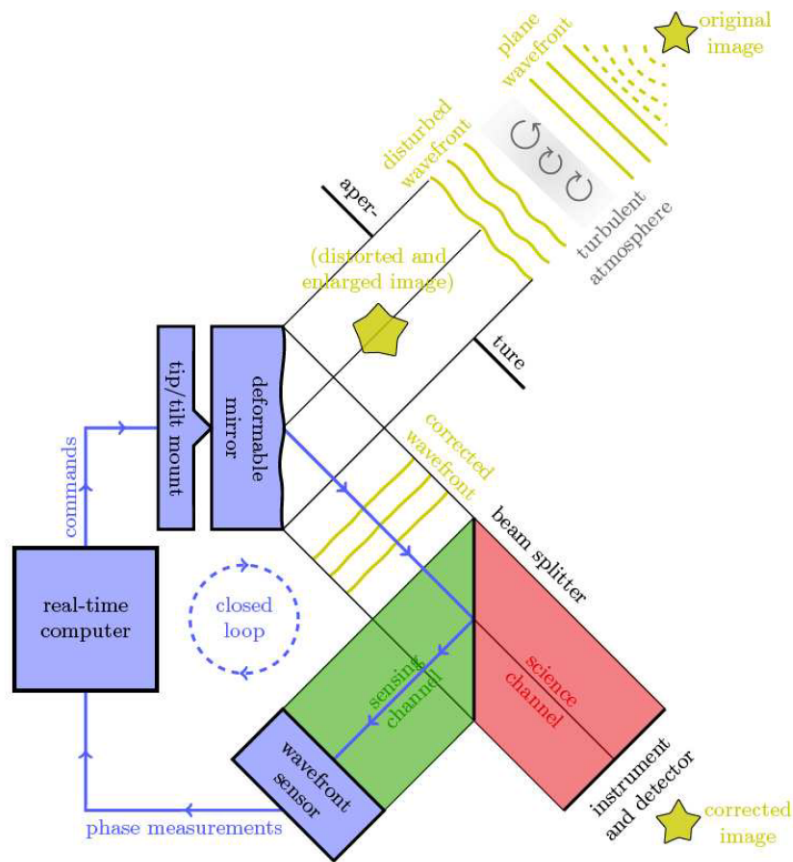 original
image
plane
wavefront
disturbed
wavefront
turbulent
atmosphere
aper-
(distorted and
enlarged image)
ture
tip/tilt mount
deformable
mirror
corrected
wavefront
commands
beam splitter
real-time
computer
closed
loop
sensing
channel
science
channel
wavefront
sensor
instrument
and detector
phase measurements
corrected
image